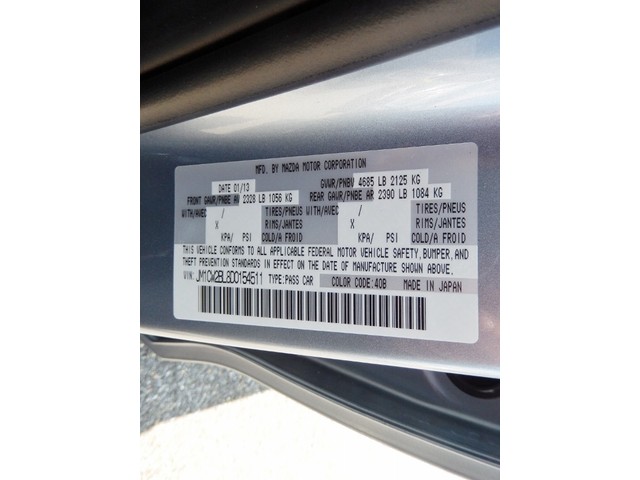 MFD. BY MAZDA MOTOR CORPORATION
DATE 01/13 GVWR/PNBV 4685 LB 2125 KG
FRONT GAWR/PNBE AV 2328 LB 1056 KG REAR GAWR/PNBE AR 2390 LB 1084 KG
WITH/AVEC / TIRES/PNEUS WITH/AVEC / TIRES/PNEUS
X RIMS/JANTES X RIMS/JANTES
KPA/ PSI COLD/A FROID KPA/ PSI COLD/A FROID
THIS VEHICLE CONFORMS TO ALL APPLICABLE FEDERAL MOTOR VEHICLE SAFETY, BUMPER, AND
THEFT PREVENTION STANDARDS IN EFFECT ON THE DATE OF MANUFACTURE SHOWN ABOVE.
VIN: JM1CW2BL8D0154511 TYPE: PASS CAR COLOR CODE: 40B MADE IN JAPAN